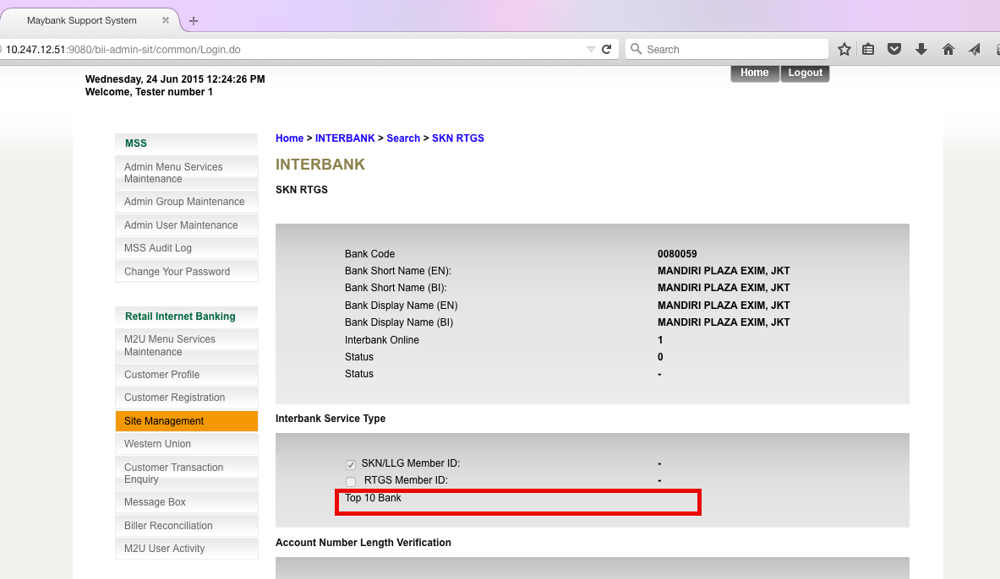 Maybank Support System
10.247.12.51:9080/bii-admin-sit/common/Login.do
Search
Wednesday, 24 Jun 2015 12:24:26 PM
Welcome, Tester number 1
Home
Logout
MSS
Admin Menu Services
Maintenance
Admin Group Maintenance
Admin User Maintenance
MSS Audit Log
Change Your Password
Retail Internet Banking
M2U Menu Services
Maintenance
Customer Profile
Customer Registration
Site Management
Western Union
Customer Transaction
Enquiry
Message Box
Biller Reconciliation
M2U User Activity
Home > INTERBANK > Search > SKN RTGS
INTERBANK
SKN RTGS
Bank Code 0080059
Bank Short Name (EN): MANDIRI PLAZA EXIM, JKT
Bank Short Name (BI): MANDIRI PLAZA EXIM, JKT
Bank Display Name (EN) MANDIRI PLAZA EXIM, JKT
Bank Display Name (BI) MANDIRI PLAZA EXIM, JKT
Interbank Online 1
Status 0
Status -
Interbank Service Type
SKN/LLG Member ID: -
RTGS Member ID: -
Top 10 Bank
Account Number Length Verification